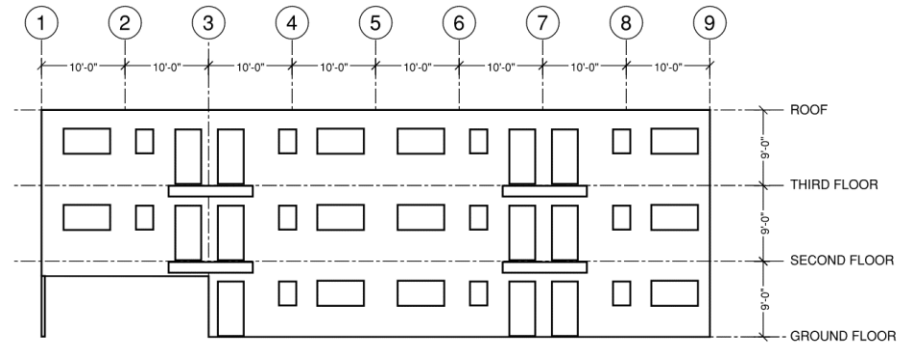 1 2 3 4 5 6 7 8 9
10'-0" 10'-0" 10'-0" 10'-0" 10'-0" 10'-0" 10'-0" 10'-0"
ROOF
9'-0"
THIRD FLOOR
9'-0"
SECOND FLOOR
9'-0"
GROUND FLOOR